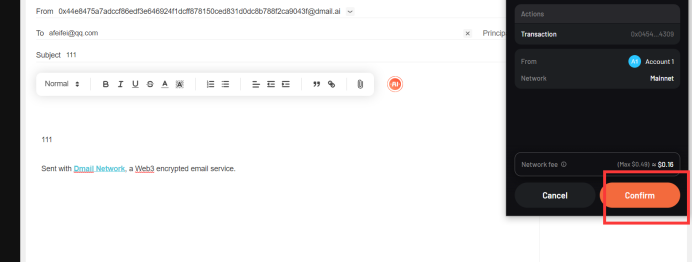 From 0x44e8475a7adccf86edf3e646924f1dcff878150ced831d0dc8b788f2ca9043f@dmail.ai
To afeifei@qq.com × Princip
Subject 111
Normal B I U S A A AI
111
Sent with Dmail Network, a Web3 encrypted email service.
Actions
Transaction 0x0454...4309
From A1 Account 1
Network Mainnet
Network fee (Max $0.49) ≈ $0.16
Cancel Confirm